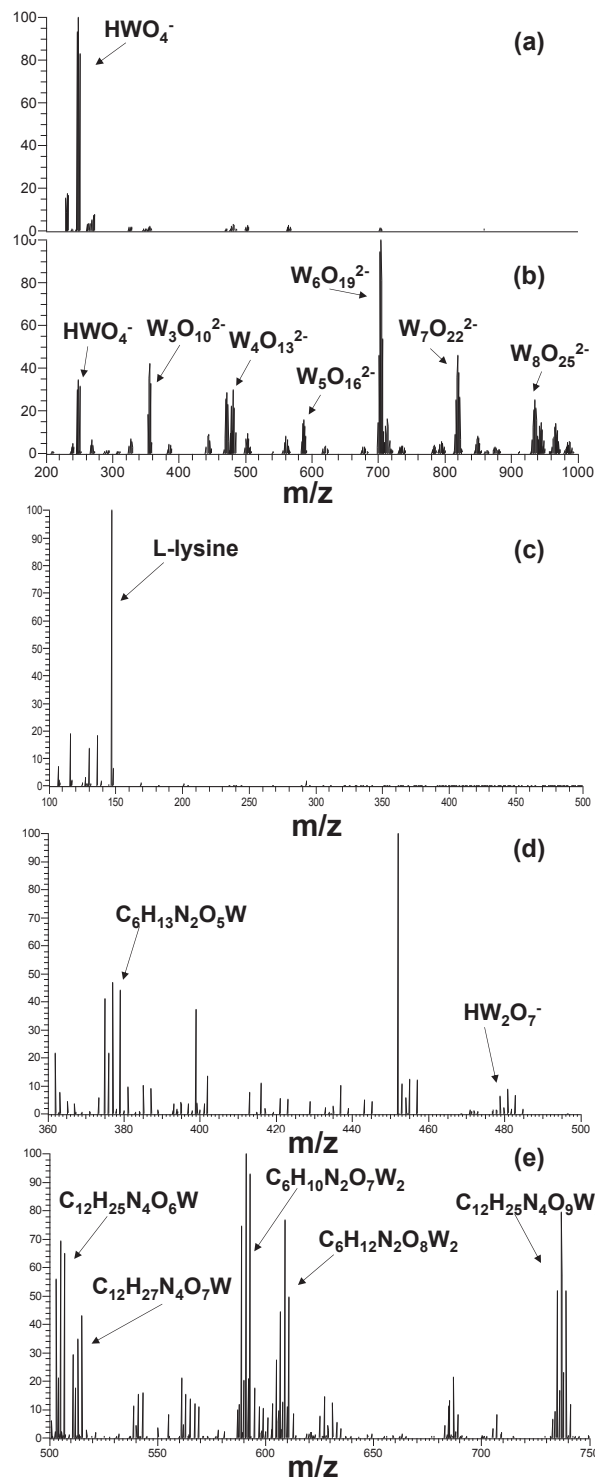 100
(a)
HWO₄⁻
80
60
40
20
0
100
(b)
W₆O₁₉²⁻
80
HWO₄⁻
W₃O₁₀²⁻
W₄O₁₃²⁻
W₇O₂₂²⁻
60
W₅O₁₆²⁻
W₈O₂₅²⁻
40
20
0
200 300 400 500 600 700 800 900 1000
m/z
100
(c)
90
L-lysine
80
70
60
50
40
30
20
10
0
100 150 200 250 300 350 400 450 500
m/z
100
(d)
90
80
C₆H₁₃N₂O₅W
70
60
50
HW₂O₇⁻
40
30
20
10
0
360 380 400 420 440 460 480 500
m/z
100
(e)
90
C₆H₁₀N₂O₇W₂
C₁₂H₂₅N₄O₆W
C₁₂H₂₅N₄O₉W
80
70
C₆H₁₂N₂O₈W₂
60
C₁₂H₂₇N₄O₇W
50
40
30
20
10
0
500 550 600 650 700 750
m/z